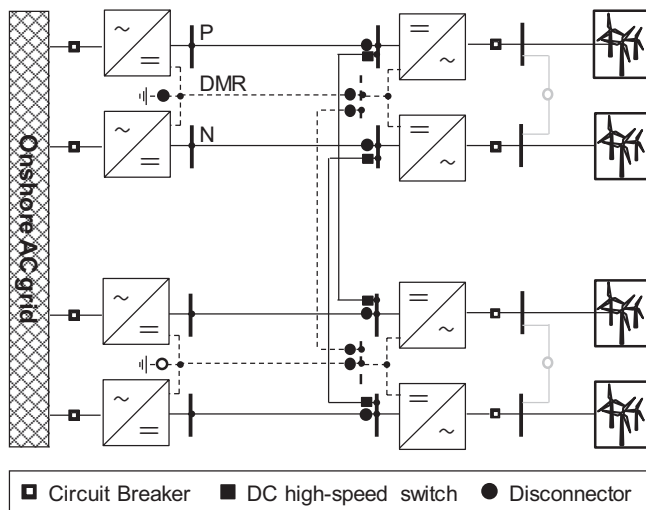 P
DMR
N
Onshore AC grid
Circuit Breaker
DC high-speed switch
Disconnector